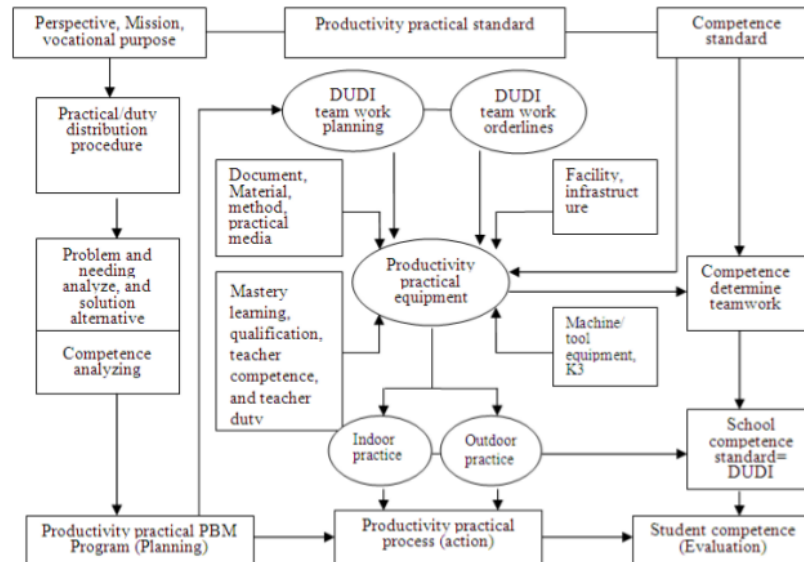 Perspective, Mission,
vocational purpose
Productivity practical standard
Competence
standard
Practical/duty
distribution
procedure
DUDI
team work
planning
DUDI
team work
orderlines
Document,
Material,
method,
practical
media
Facility,
infrastruct
ure
Problem and
needing
analyze, and
solution
alternative
Productivity
practical
equipment
Competence
determine
teamwork
Mastery
learning,
qualification,
teacher
competence,
and teacher
duty
Machine/
tool
equipment,
K3
Competence
analyzing
Indoor
practice
Outdoor
practice
School
competence
standard=
DUDI
Productivity practical PBM
Program (Planning)
Productivity practical
process (action)
Student competence
(Evaluation)